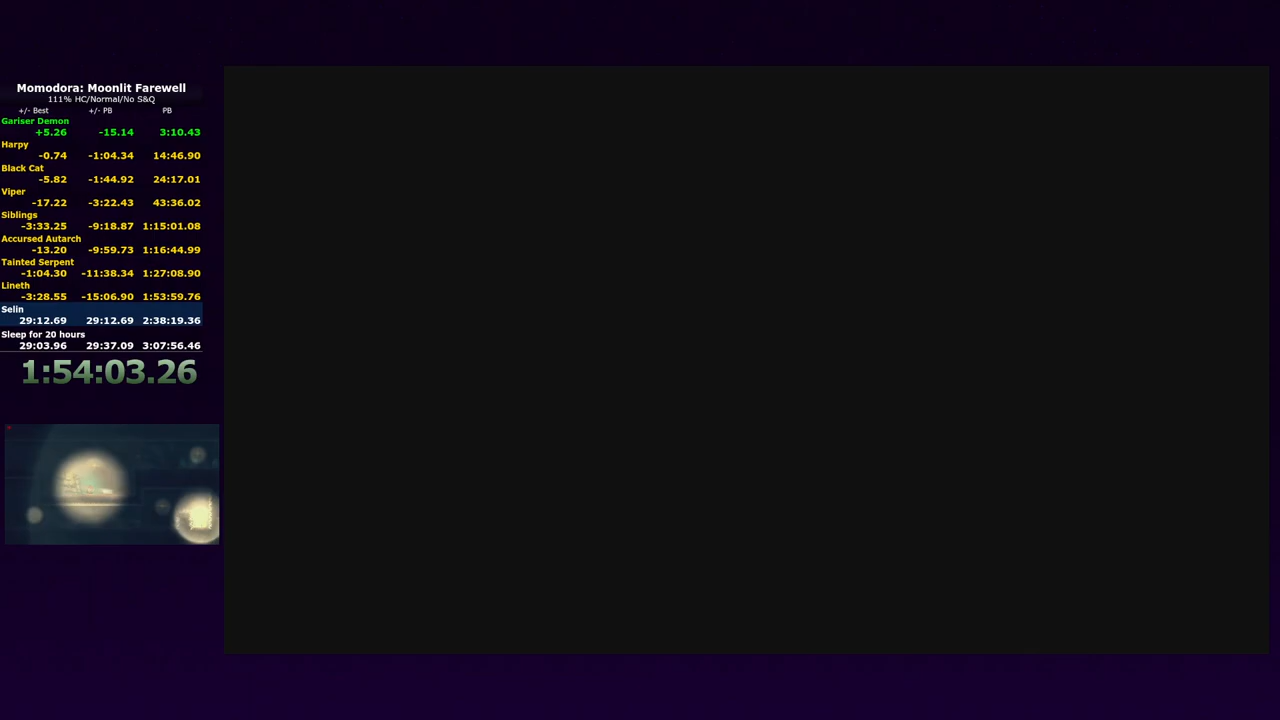 Momodora: Moonlit Farewell
111% HC/Normal/No S&Q
+/- Best +/- PB PB
Gariser Demon
+5.26 -15.14 3:10.43
Harpy
-0.74 -1:04.34 14:46.90
Black Cat
-5.82 -1:44.92 24:17.01
Viper
-17.22 -3:22.43 43:36.02
Siblings
-3:33.25 -9:18.87 1:15:01.08
Accursed Autarch
-13.20 -9:59.73 1:16:44.99
Tainted Serpent
-1:04.30 -11:38.34 1:27:08.90
Lineth
-3:28.55 -15:06.90 1:53:59.76
Selin
29:12.69 29:12.69 2:38:19.36
Sleep for 20 hours
29:03.96 29:37.09 3:07:56.46
1:54:03.26